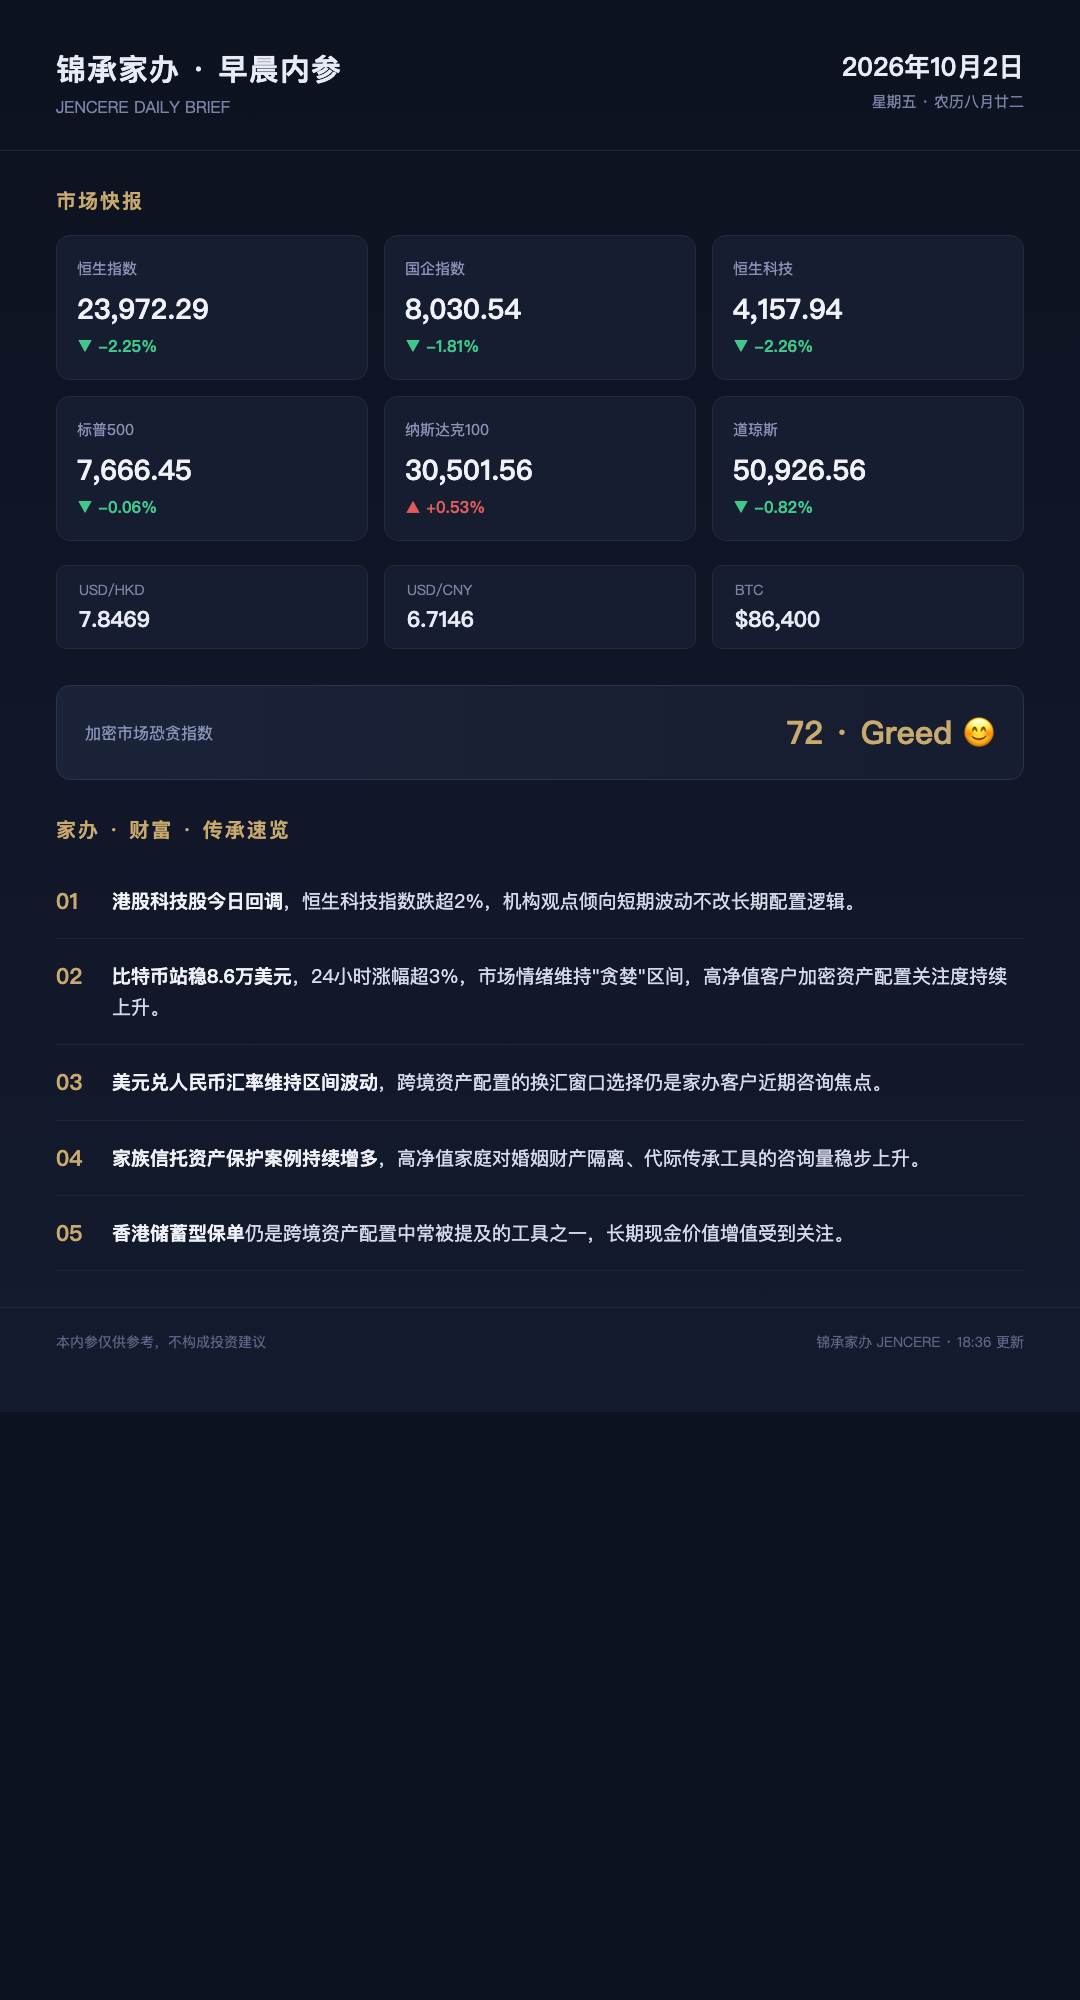 锦承家办 · 早晨内参
JENCERE DAILY BRIEF
2026年10月2日
星期五 · 农历八月廿二
市场快报
恒生指数
23,972.29
▼ -2.25%
国企指数
8,030.54
▼ -1.81%
恒生科技
4,157.94
▼ -2.26%
标普500
7,666.45
▼ -0.06%
纳斯达克100
30,501.56
▲ +0.53%
道琼斯
50,926.56
▼ -0.82%
USD/HKD
7.8469
USD/CNY
6.7146
BTC
$86,400
加密市场恐贪指数
72 · Greed 😊
家办 · 财富 · 传承速览
01 港股科技股今日回调，恒生科技指数跌超2%，机构观点倾向短期波动不改长期配置逻辑。
02 比特币站稳8.6万美元，24小时涨幅超3%，市场情绪维持"贪婪"区间，高净值客户加密资产配置关注度持续
上升。
03 美元兑人民币汇率维持区间波动，跨境资产配置的换汇窗口选择仍是家办客户近期咨询焦点。
04 家族信托资产保护案例持续增多，高净值家庭对婚姻财产隔离、代际传承工具的咨询量稳步上升。
05 香港储蓄型保单仍是跨境资产配置中常被提及的工具之一，长期现金价值增值受到关注。
本内参仅供参考，不构成投资建议
锦承家办 JENCERE · 18:36 更新